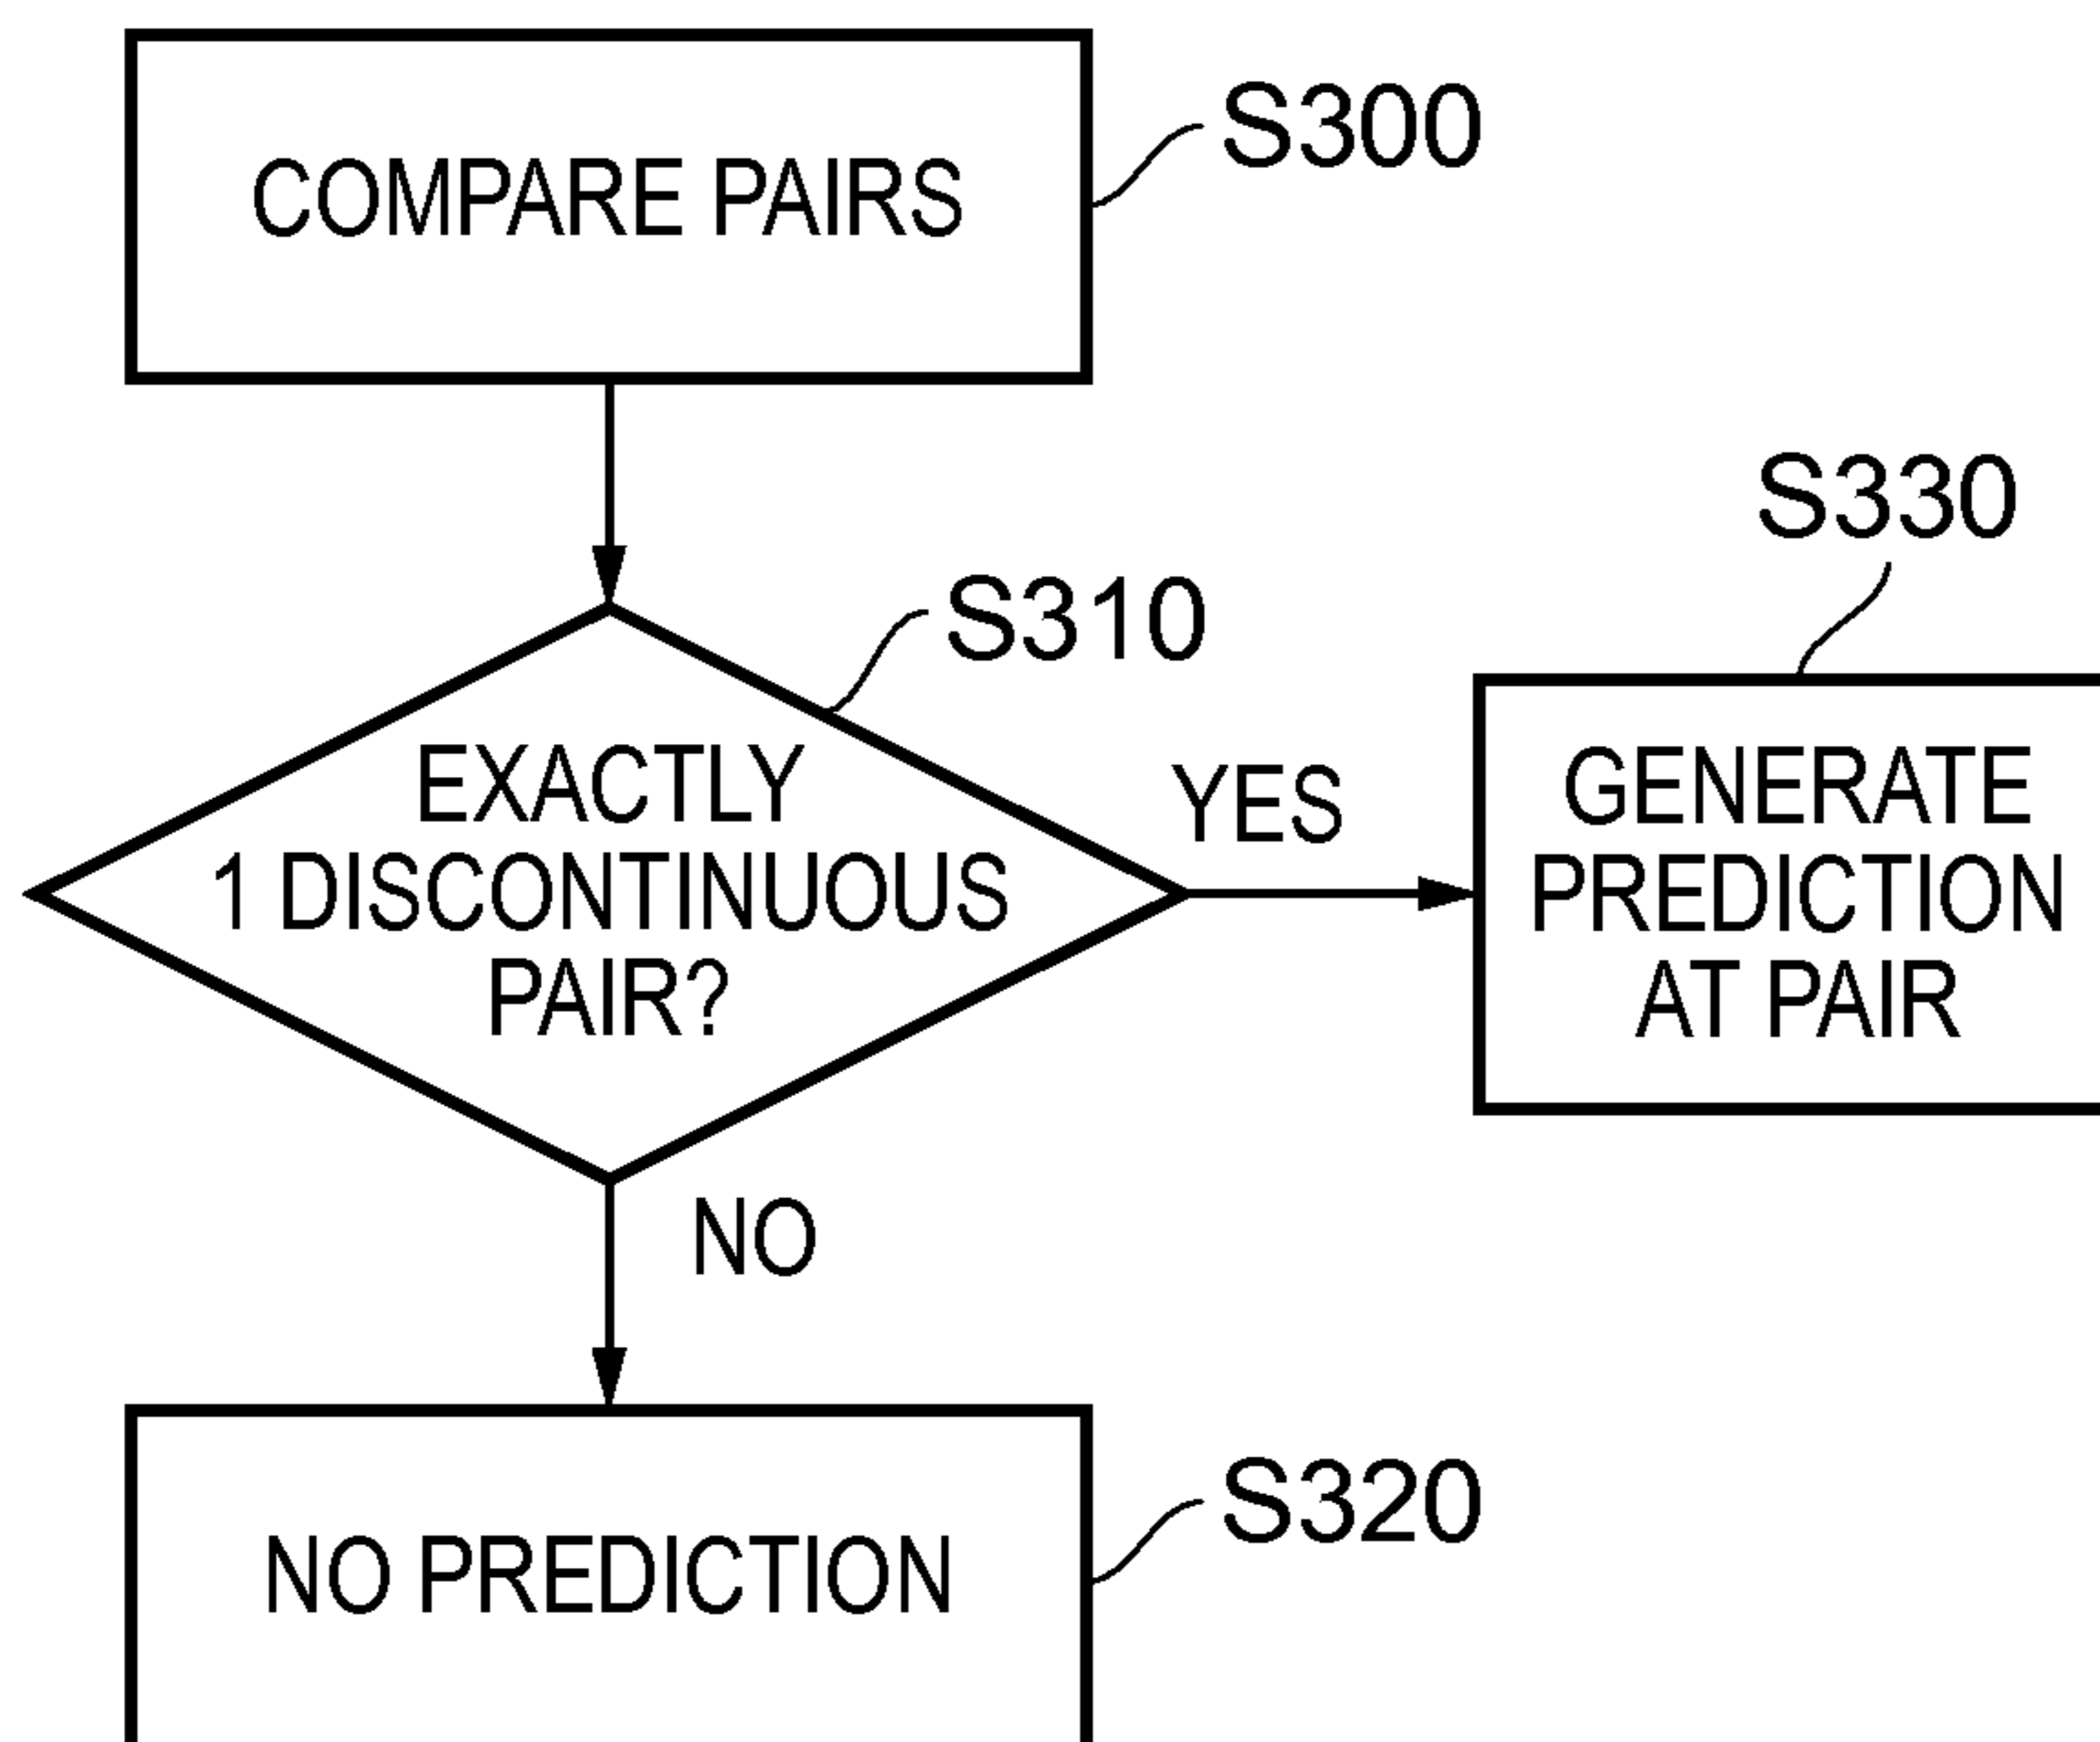 COMPARE PAIRS
S300
S310
EXACTLY
1 DISCONTINUOUS
PAIR?
YES
S330
GENERATE
PREDICTION
AT PAIR
NO
NO PREDICTION
S320